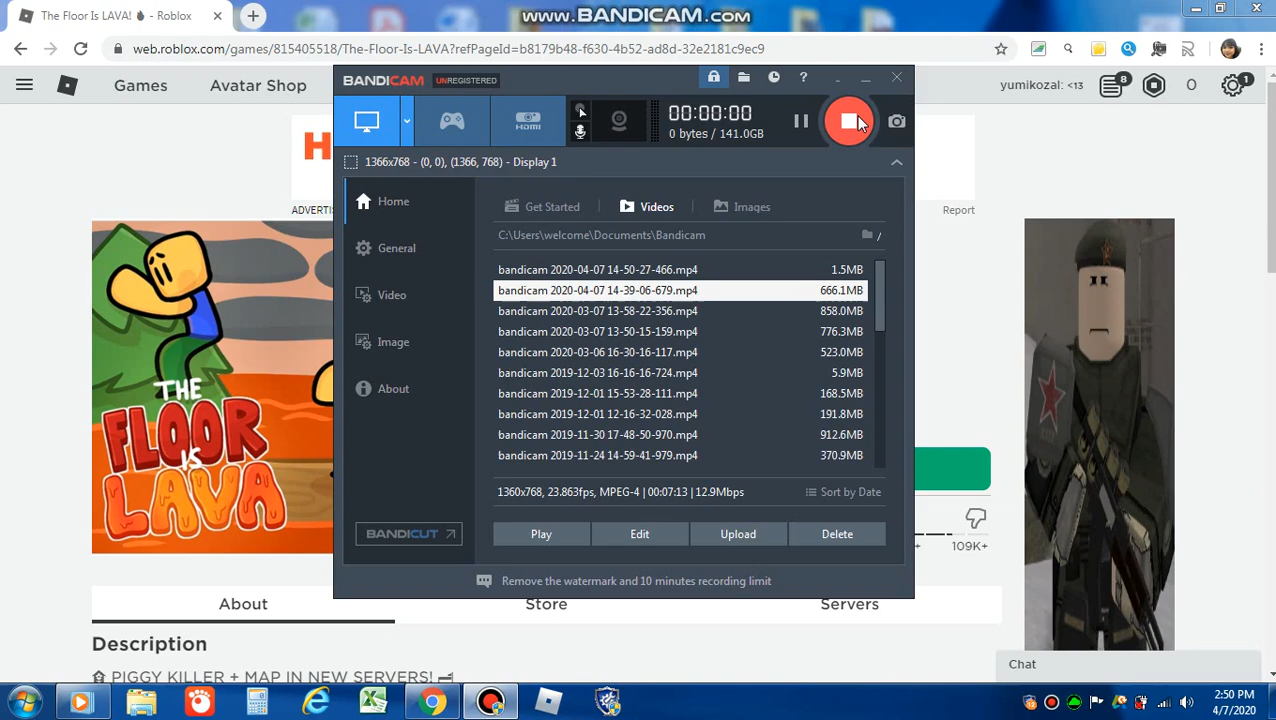 The Floor Is LAVA! - Roblox
www.BANDICAM.com
web.roblox.com/games/815405518/The-Floor-Is-LAVA?refPageId=b8179b48-f630-4b52-ad8d-32e2181c9ec9
Games
Avatar Shop
yumikozal: <13
8
0
1
BANDICAM UNREGISTERED
HDMI
00:00:00
0 bytes / 141.0GB
1366x768 - (0, 0), (1366, 768) - Display 1
H
ADVERTI
Report
Home
General
Video
Image
About
Get Started
Videos
Images
C:\Users\welcome\Documents\Bandicam
/
bandicam 2020-04-07 14-50-27-466.mp4 1.5MB
bandicam 2020-04-07 14-39-06-679.mp4 666.1MB
bandicam 2020-03-07 13-58-22-356.mp4 858.0MB
bandicam 2020-03-07 13-50-15-159.mp4 776.3MB
bandicam 2020-03-06 16-30-16-117.mp4 523.0MB
bandicam 2019-12-03 16-16-16-724.mp4 5.9MB
bandicam 2019-12-01 15-53-28-111.mp4 168.5MB
bandicam 2019-12-01 12-16-32-028.mp4 191.8MB
bandicam 2019-11-30 17-48-50-970.mp4 912.6MB
bandicam 2019-11-24 14-59-41-979.mp4 370.9MB
1360x768, 23.863fps, MPEG-4 | 00:07:13 | 12.9Mbps
Sort by Date
BANDICUT
Play
Edit
Upload
Delete
Remove the watermark and 10 minutes recording limit
THE
FLOOR
IS
LAVA
+
109K+
About
Store
Servers
Description
PIGGY KILLER + MAP IN NEW SERVERS!
Chat
2:50 PM
4/7/2020